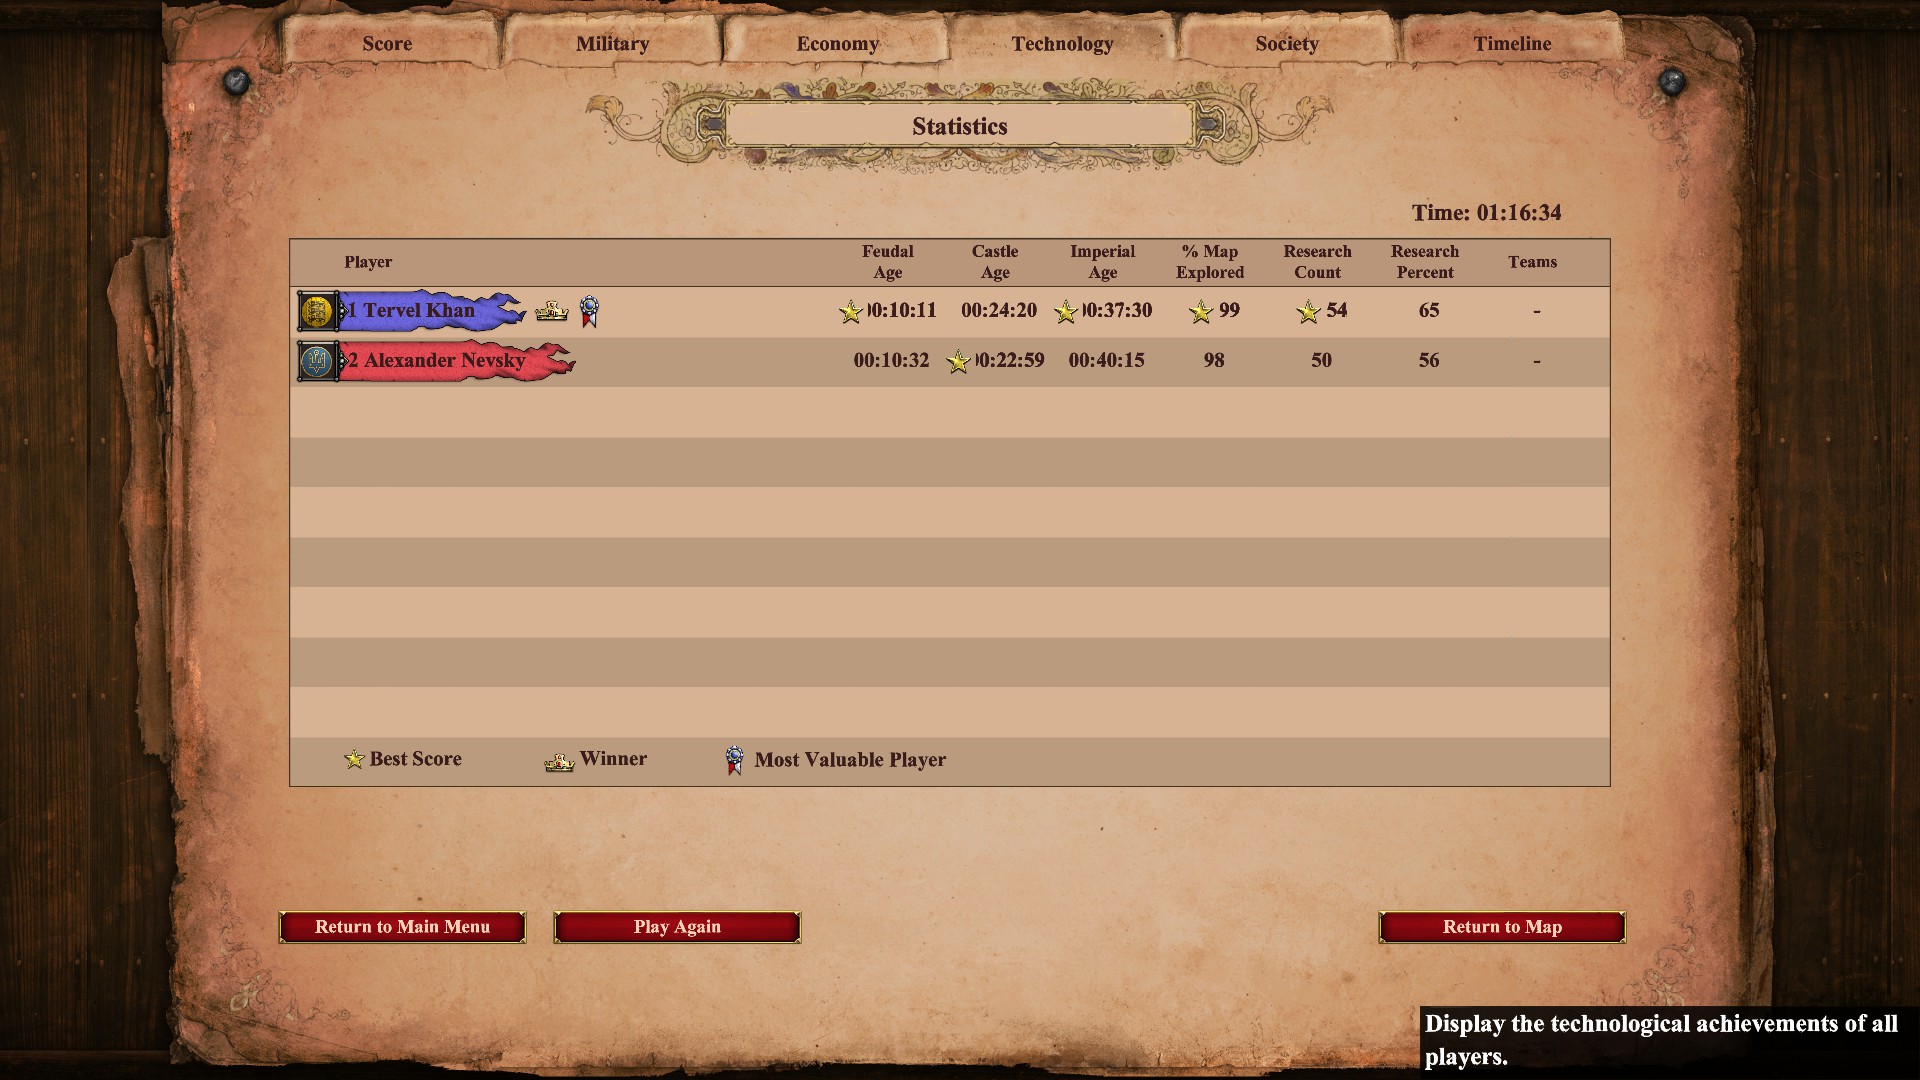 Score Military Economy Technology Society Timeline
Statistics
Time: 01:16:34
Player Feudal Age Castle Age Imperial Age % Map Explored Research Count Research Percent Teams
1 Tervel Khan 00:10:11 00:24:20 00:37:30 99 54 65 -
2 Alexander Nevsky 00:10:32 00:22:59 00:40:15 98 50 56 -
Best Score Winner Most Valuable Player
Return to Main Menu Play Again Return to Map
Display the technological achievements of all
players.